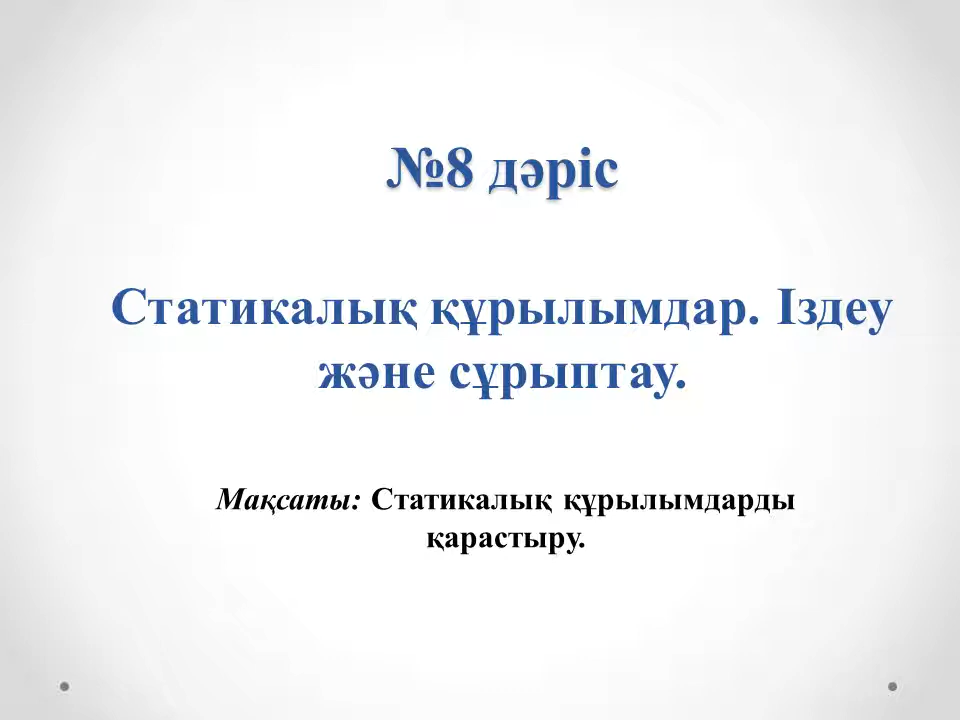 №8 дәріс
Статикалық құрылымдар. Іздеу
және сұрыптау.
Мақсаты: Статикалық құрылымдарды
қарастыру.